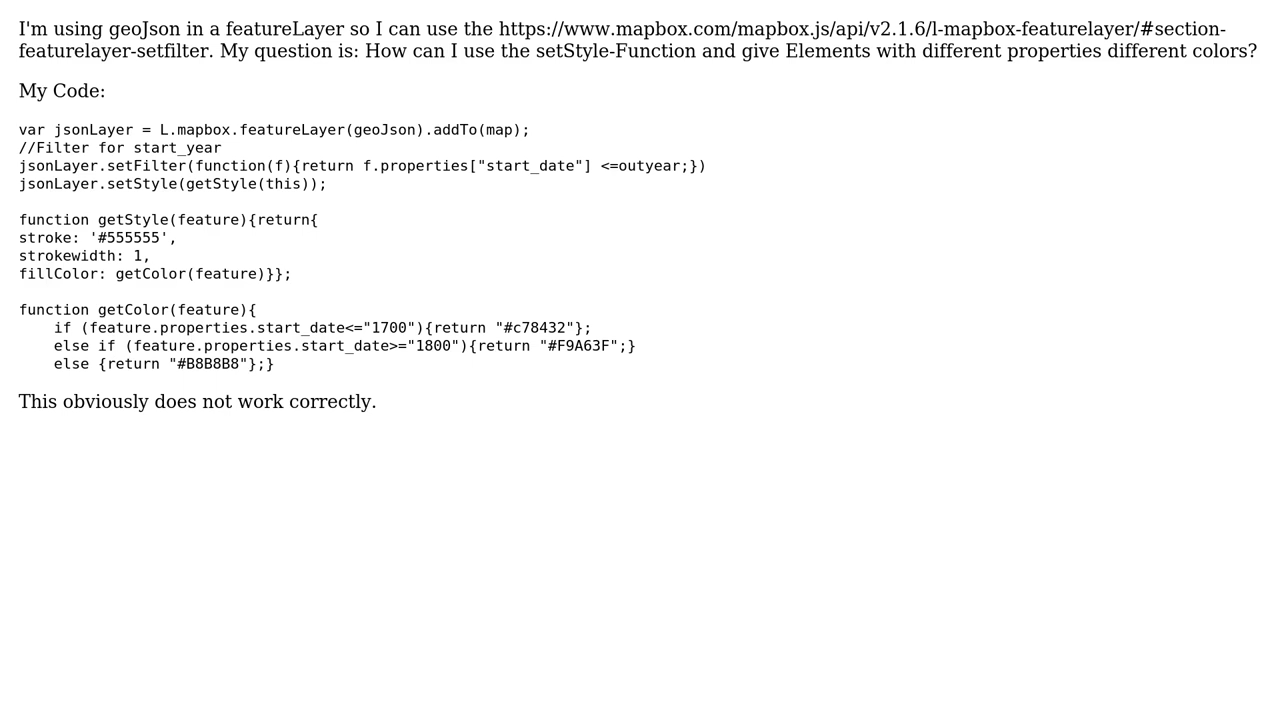 I'm using geoJson in a featureLayer so I can use the https://www.mapbox.com/mapbox.js/api/v2.1.6/l-mapbox-featurelayer/#section-
featurelayer-setfilter. My question is: How can I use the setStyle-Function and give Elements with different properties different colors?
My Code:
var jsonLayer = L.mapbox.featureLayer(geoJson).addTo(map);
//Filter for start_year
jsonLayer.setFilter(function(f){return f.properties["start_date"] <=outyear;})
jsonLayer.setStyle(getStyle(this));
function getStyle(feature){return{
stroke: '#555555',
strokewidth: 1,
fillColor: getColor(feature)}};
function getColor(feature){
    if (feature.properties.start_date<="1700"){return "#c78432"};
    else if (feature.properties.start_date>="1800"){return "#F9A63F";}
    else {return "#B8B8B8"};}
This obviously does not work correctly.